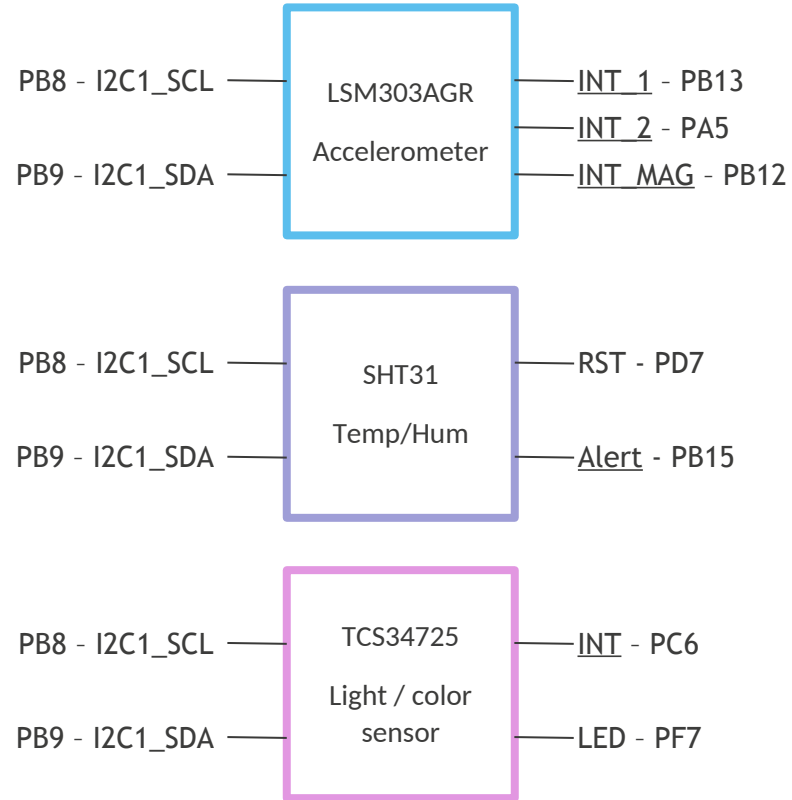 PB8 - I2C1_SCL
PB9 - I2C1_SDA
LSM303AGR
Accelerometer
INT_1 - PB13
INT_2 - PA5
INT_MAG - PB12
PB8 - I2C1_SCL
PB9 - I2C1_SDA
SHT31
Temp/Hum
RST - PD7
Alert - PB15
PB8 - I2C1_SCL
PB9 - I2C1_SDA
TCS34725
Light / color
sensor
INT - PC6
LED - PF7